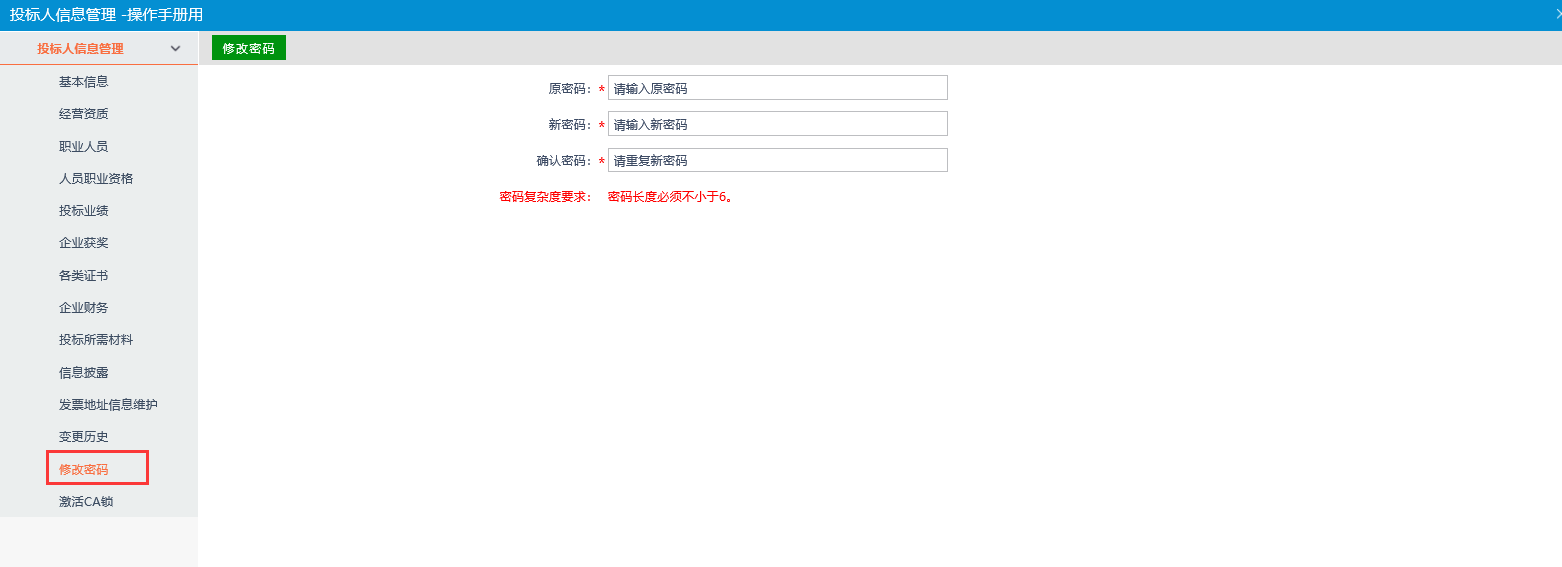 投标人信息管理 -操作手册用
投标人信息管理
修改密码
基本信息
经营资质
职业人员
人员职业资格
投标业绩
企业获奖
各类证书
企业财务
投标所需材料
信息披露
发票地址信息维护
变更历史
修改密码
激活CA锁
原密码：* 请输入原密码
新密码：* 请输入新密码
确认密码：* 请重复新密码
密码复杂度要求： 密码长度必须不小于6。